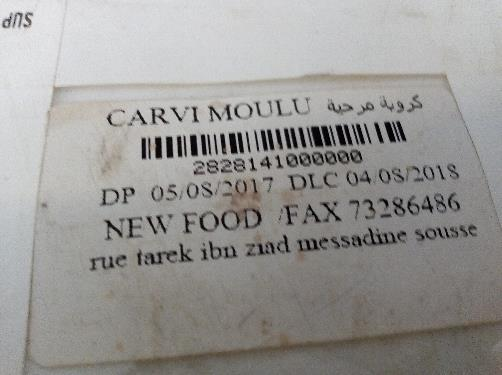 SUP
CARVI MOULU كروية مرحية
2828141000000
DP 05/08/2017 DLC 04/08/2018
NEW FOOD /FAX 73286486
rue tarek ibn ziad messadine sousse